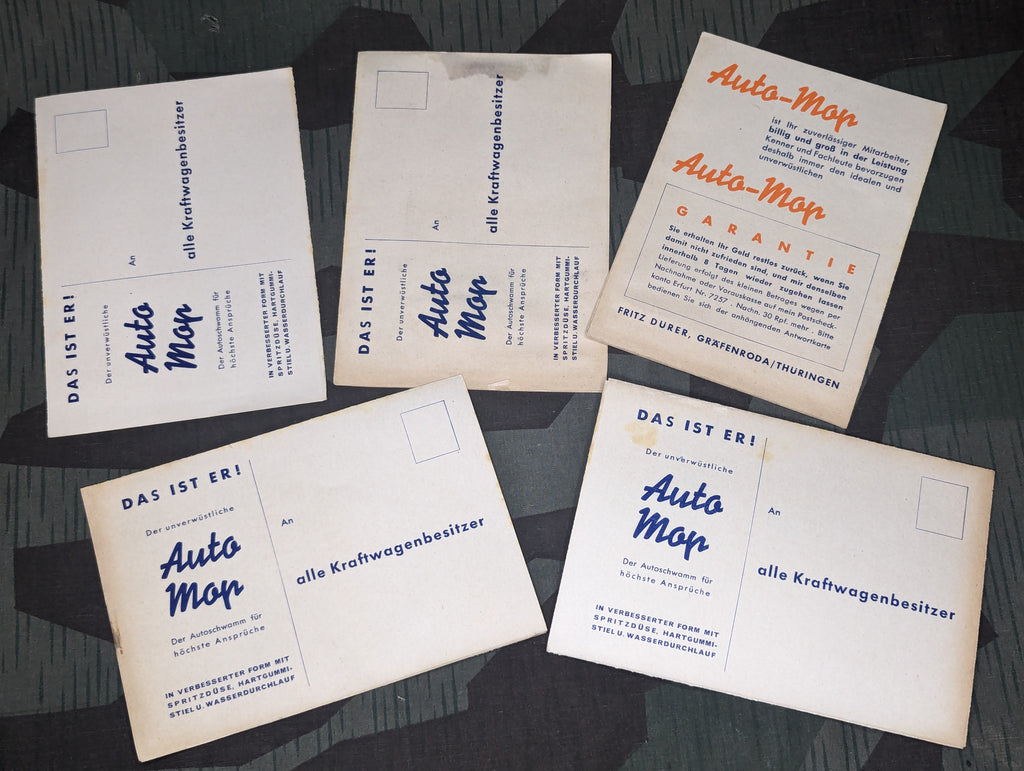 DAS IST ER!
Der unverwüstliche
Auto
Mop
Der Autoschwamm für
höchste Ansprüche
IN VERBESSERTER FORM MIT
SPRITZDÜSE, HARTGUMMI-
STIEL U. WASSERDURCHLAUF
An
alle Kraftwagenbesitzer
DAS IST ER!
Der unverwüstliche
Auto
Mop
Der Autoschwamm für
höchste Ansprüche
IN VERBESSERTER FORM MIT
SPRITZDÜSE, HARTGUMMI-
STIEL U. WASSERDURCHLAUF
An
alle Kraftwagenbesitzer
Auto-Mop
ist Ihr zuverlässiger Mitarbeiter,
billig und groß in der Leistung
Kenner und Fachleute bevorzugen
deshalb immer den idealen und
unverwüstlichen
Auto-Mop
GARANTIE
Sie erhalten Ihr Geld restlos zurück, wenn Sie
damit nicht zufrieden sind, und mir denselben
innerhalb 8 Tagen wieder zugehen lassen
Lieferung erfolgt des kleinen Betrages wegen per
Nachnahme oder Vorauskasse auf mein Postscheck-
konto Erfurt Nr. 7257 · Nachn. 30 Rpf. mehr · Bitte
bedienen Sie sich der anhängenden Antwortkarte
FRITZ DURER, GRÄFENRODA/THURINGEN
DAS IST ER!
Der unverwüstliche
Auto
Mop
Der Autoschwamm für
höchste Ansprüche
IN VERBESSERTER FORM MIT
SPRITZDÜSE, HARTGUMMI-
STIEL U. WASSERDURCHLAUF
An
alle Kraftwagenbesitzer
DAS IST ER!
Der unverwüstliche
Auto
Mop
Der Autoschwamm für
höchste Ansprüche
IN VERBESSERTER FORM MIT
SPRITZDÜSE, HARTGUMMI-
STIEL U. WASSERDURCHLAUF
An
alle Kraftwagenbesitzer